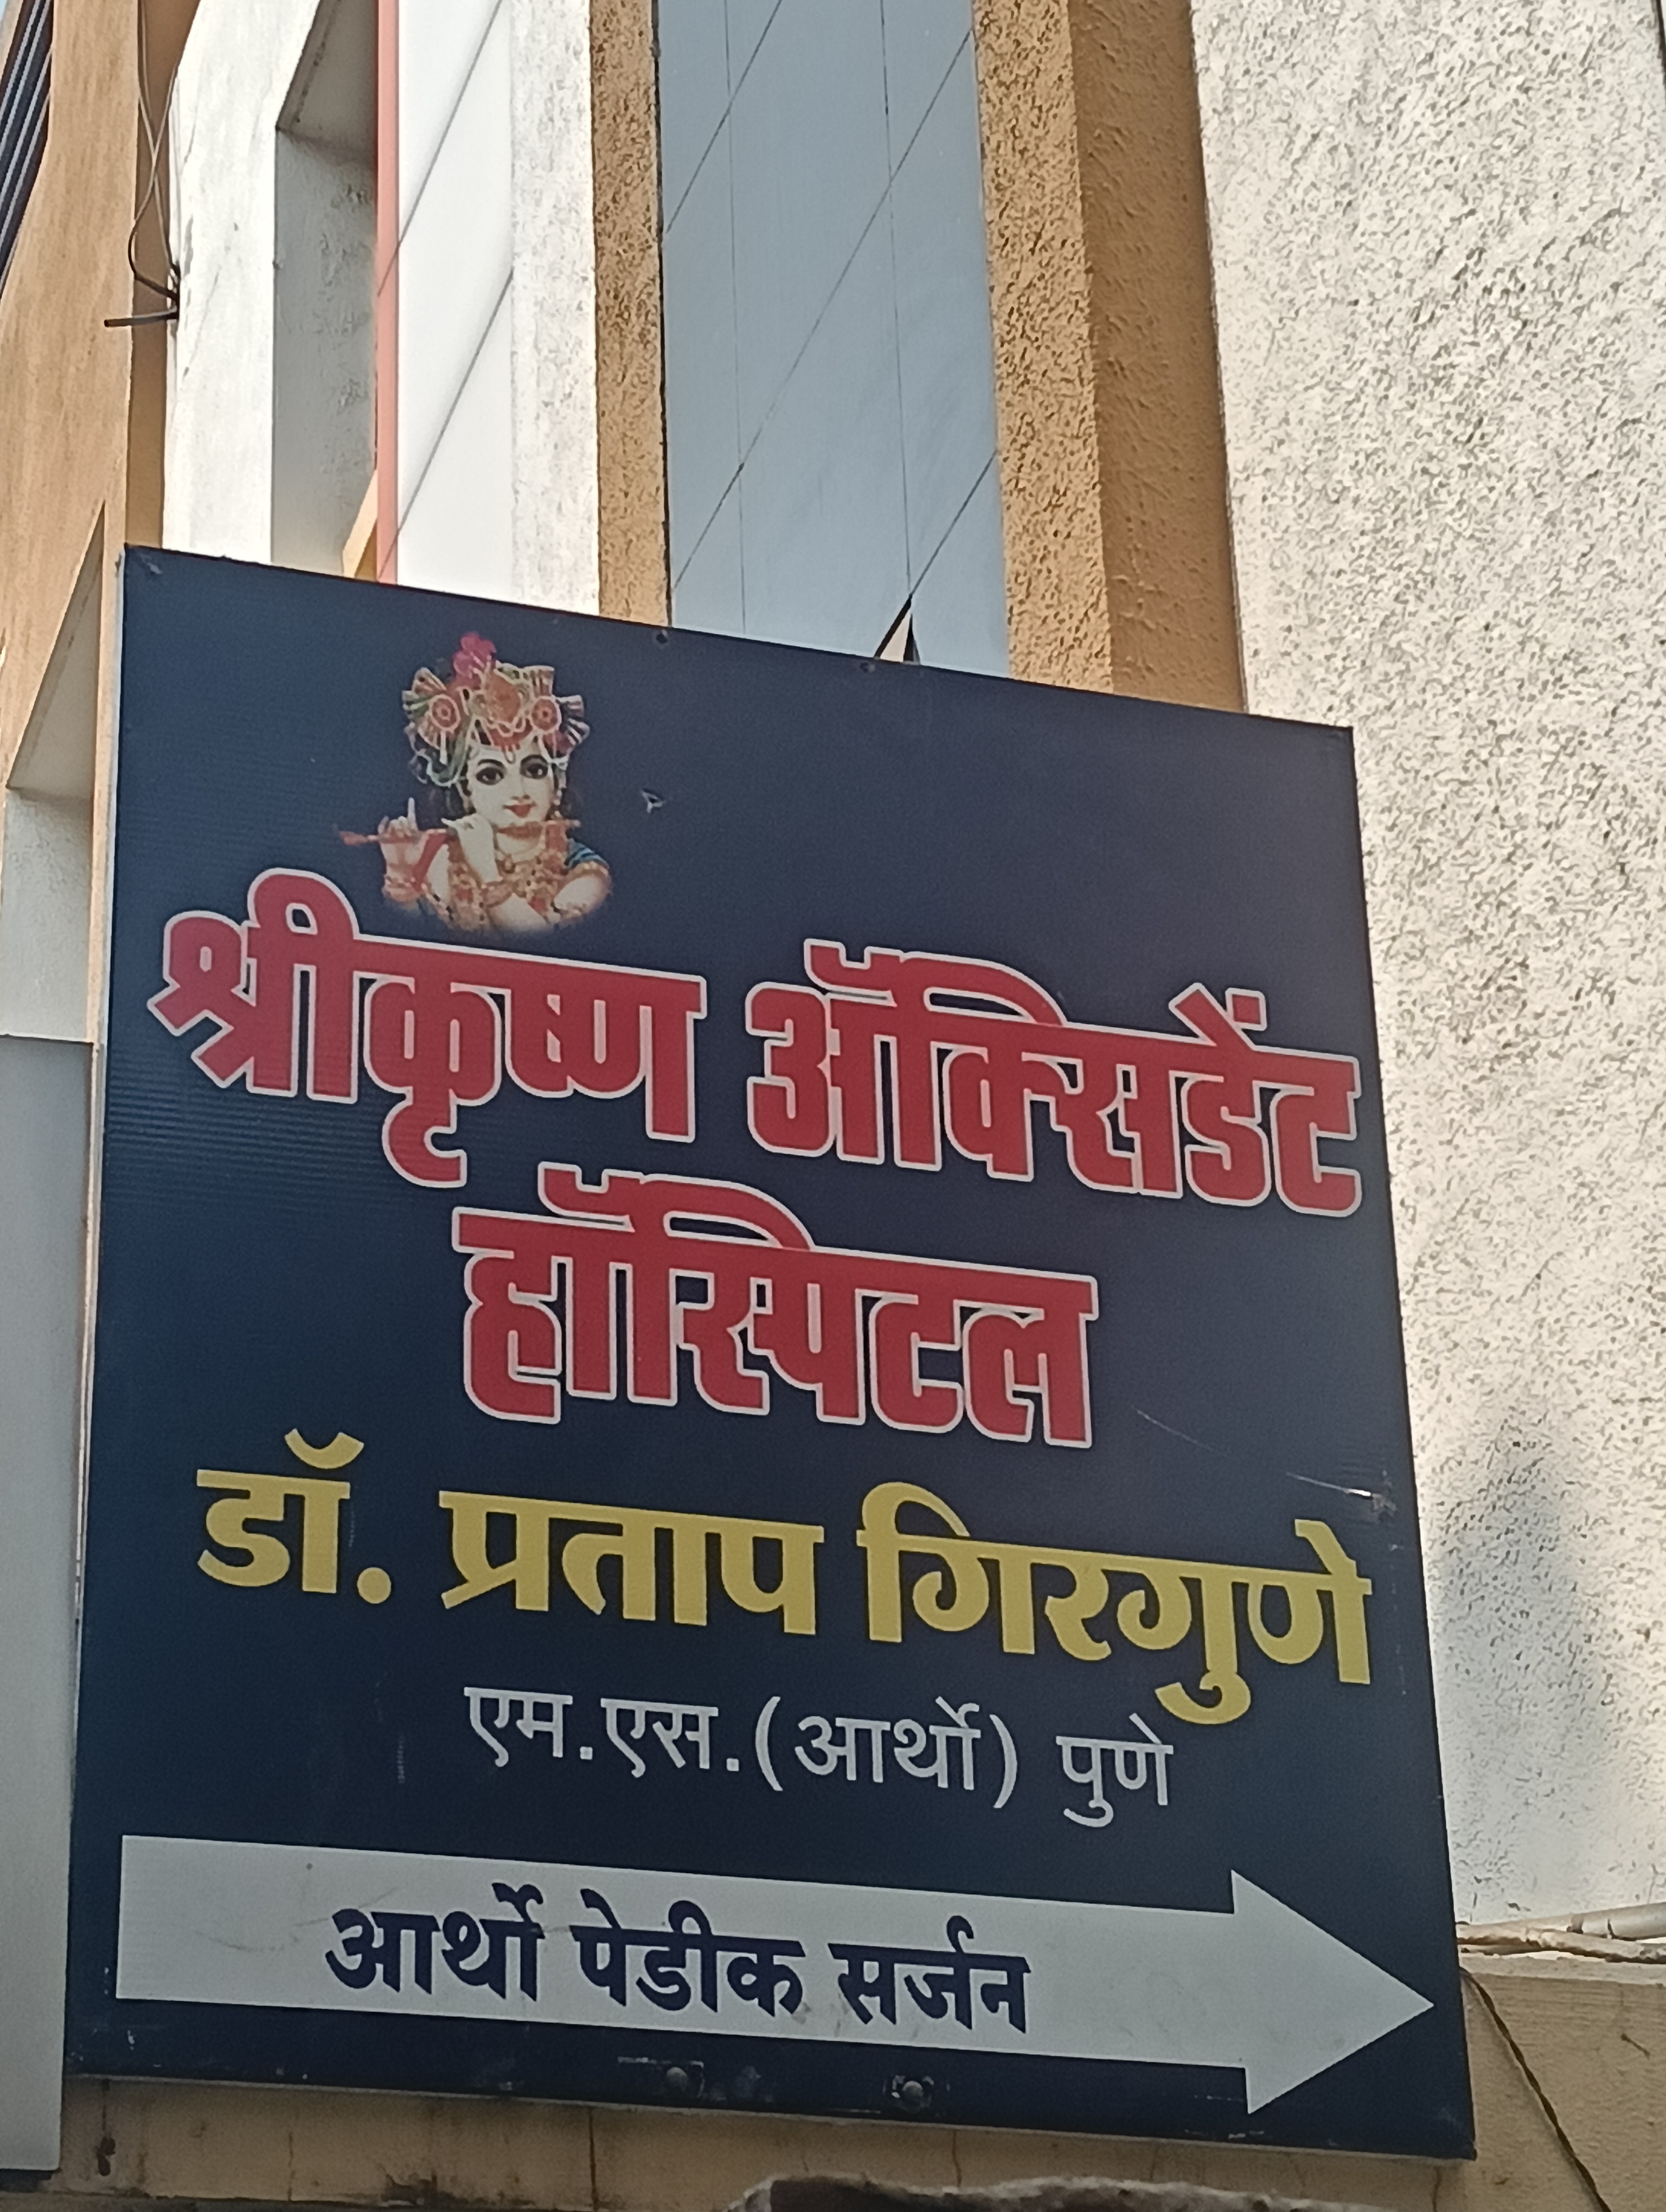 श्रीकृष्ण ॲक्सिडेंट
हॉस्पिटल
डॉ. प्रताप गिरगुणे
एम.एस.(आर्थो) पुणे
आर्थो पेडीक सर्जन